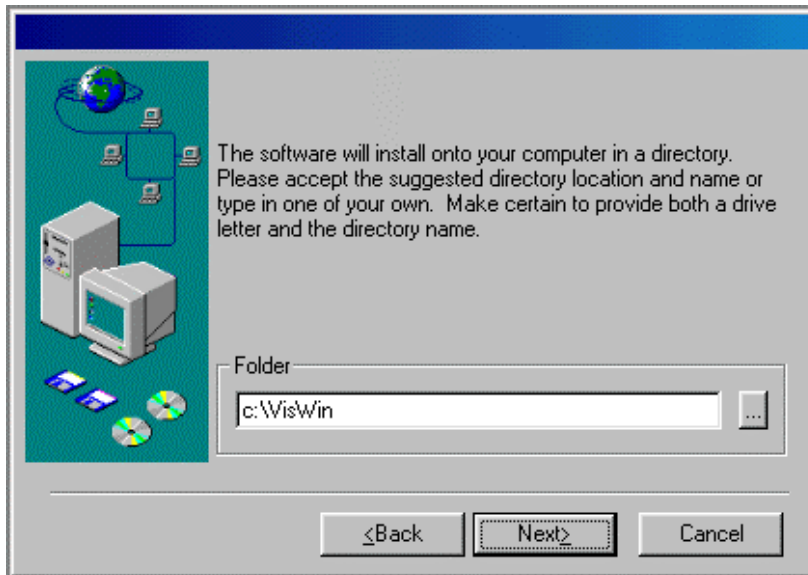 The software will install onto your computer in a directory.
Please accept the suggested directory location and name or
type in one of your own.  Make certain to provide both a drive
letter and the directory name.
Folder
c:\VisWin
...
<Back
Next>
Cancel